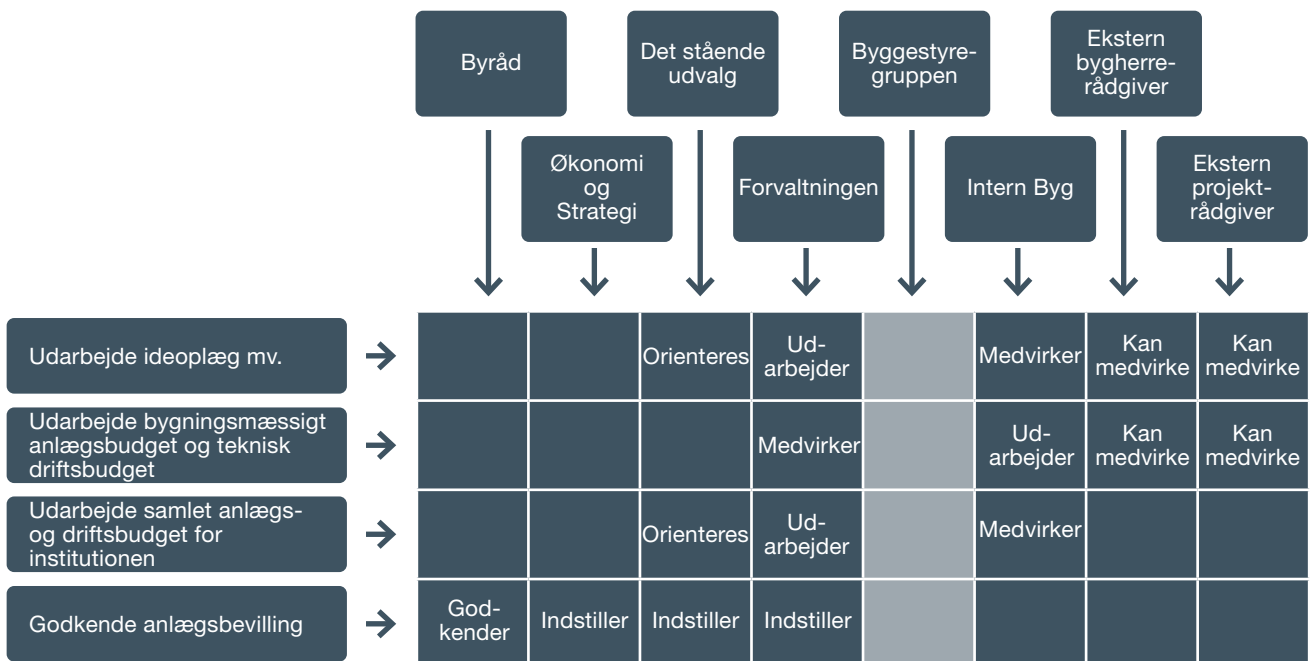 Byråd
Det stående
udvalg
Byggestyre-
gruppen
Ekstern
bygherre-
rådgiver
Økonomi
og
Strategi
Forvaltningen
Intern Byg
Ekstern
projekt-
rådgiver
Udarbejde ideoplæg mv.
Orienteres
Ud-
arbejder
Medvirker
Kan
medvirke
Kan
medvirke
Udarbejde bygningsmæssigt
anlægsbudget og teknisk
driftsbudget
Medvirker
Ud-
arbejder
Kan
medvirke
Kan
medvirke
Udarbejde samlet anlægs-
og driftsbudget for
institutionen
Orienteres
Ud-
arbejder
Medvirker
Godkende anlægsbevilling
God-
kender
Indstiller
Indstiller
Indstiller